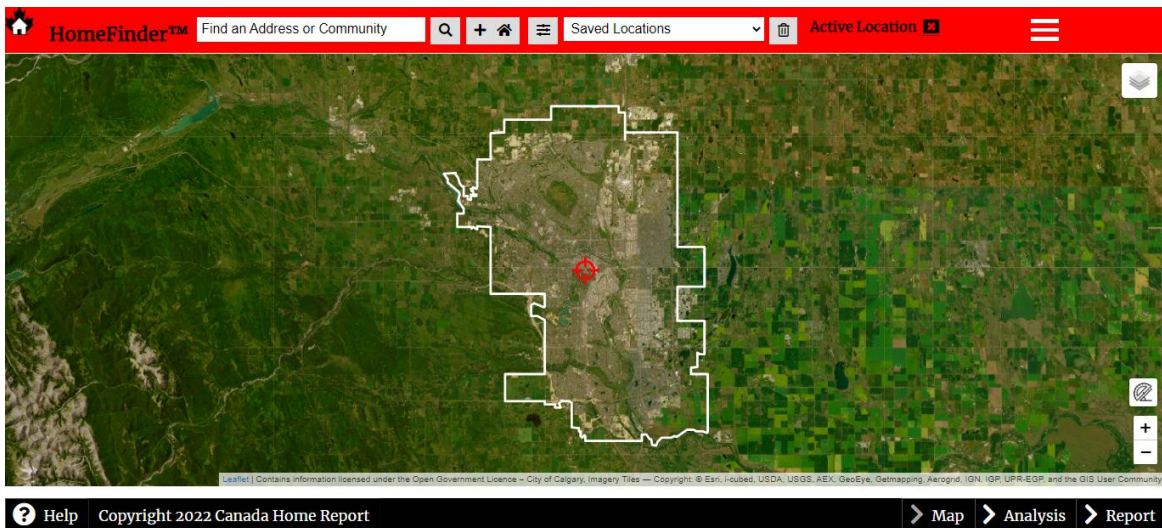 HomeFinder™ Find an Address or Community Saved Locations Active Location
+
−
Leaflet | Contains information licensed under the Open Government Licence – City of Calgary, Imagery Tiles — Copyright: © Esri, i-cubed, USDA, USGS, AEX, GeoEye, Getmapping, Aerogrid, IGN, IGP, UPR-EGP, and the GIS User Community
Help Copyright 2022 Canada Home Report Map Analysis Report